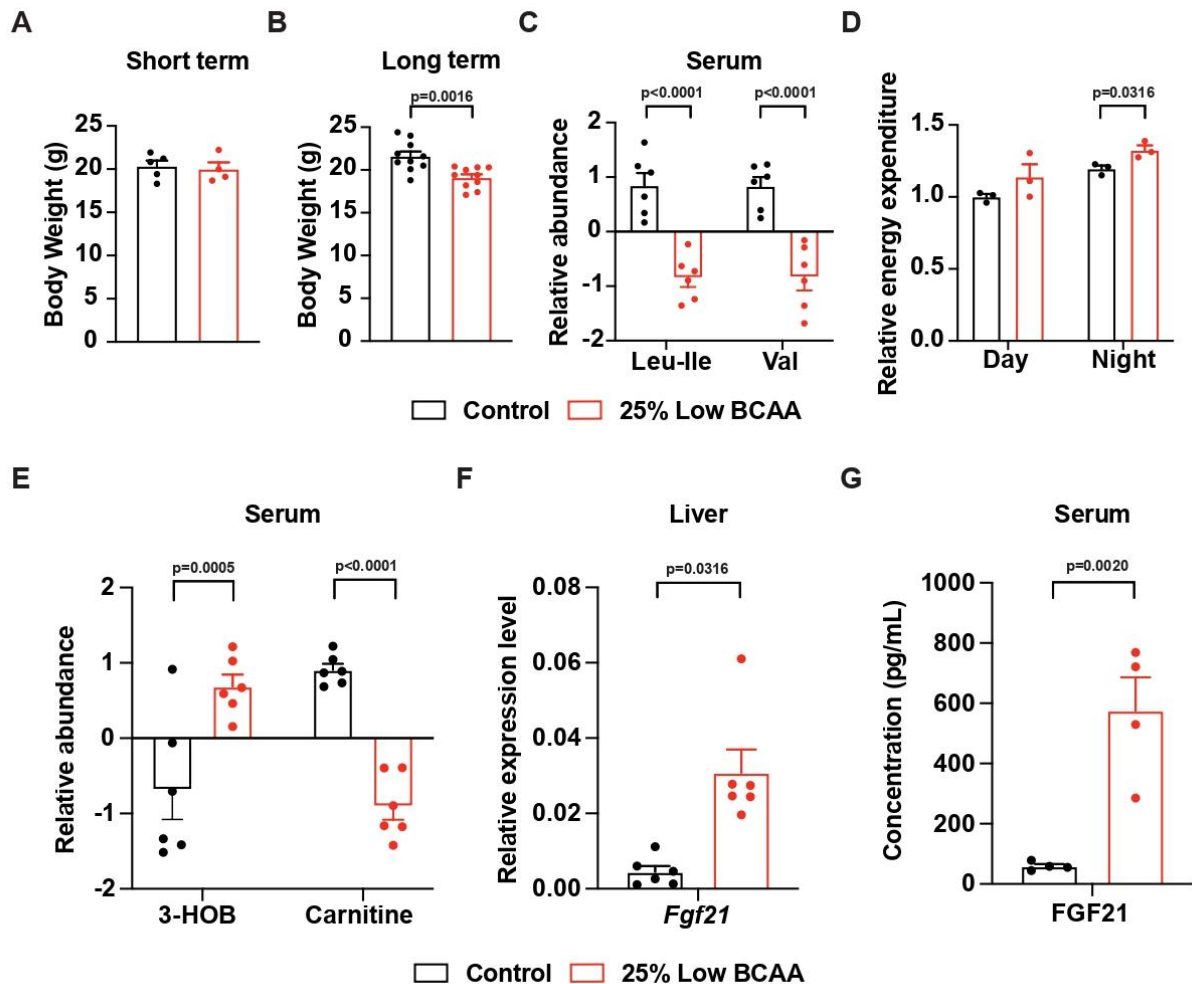 A
B
C
D
Short term
Long term
Serum
p=0.0016
p<0.0001
p<0.0001
p=0.0316
Body Weight (g)
25
20
15
10
5
0
Body Weight (g)
25
20
15
10
5
0
Relative abundance
2
1
0
-1
-2
Leu-Ile
Val
Relative energy expenditure
1.5
1.0
0.5
0.0
Day
Night
Control
25% Low BCAA
E
F
G
Serum
Liver
Serum
p=0.0005
p<0.0001
p=0.0316
p=0.0020
Relative abundance
2
1
0
-1
-2
3-HOB
Carnitine
Relative expression level
0.08
0.06
0.04
0.02
0.00
Fgf21
Concentration (pg/mL)
1000
800
600
400
200
0
FGF21
Control
25% Low BCAA